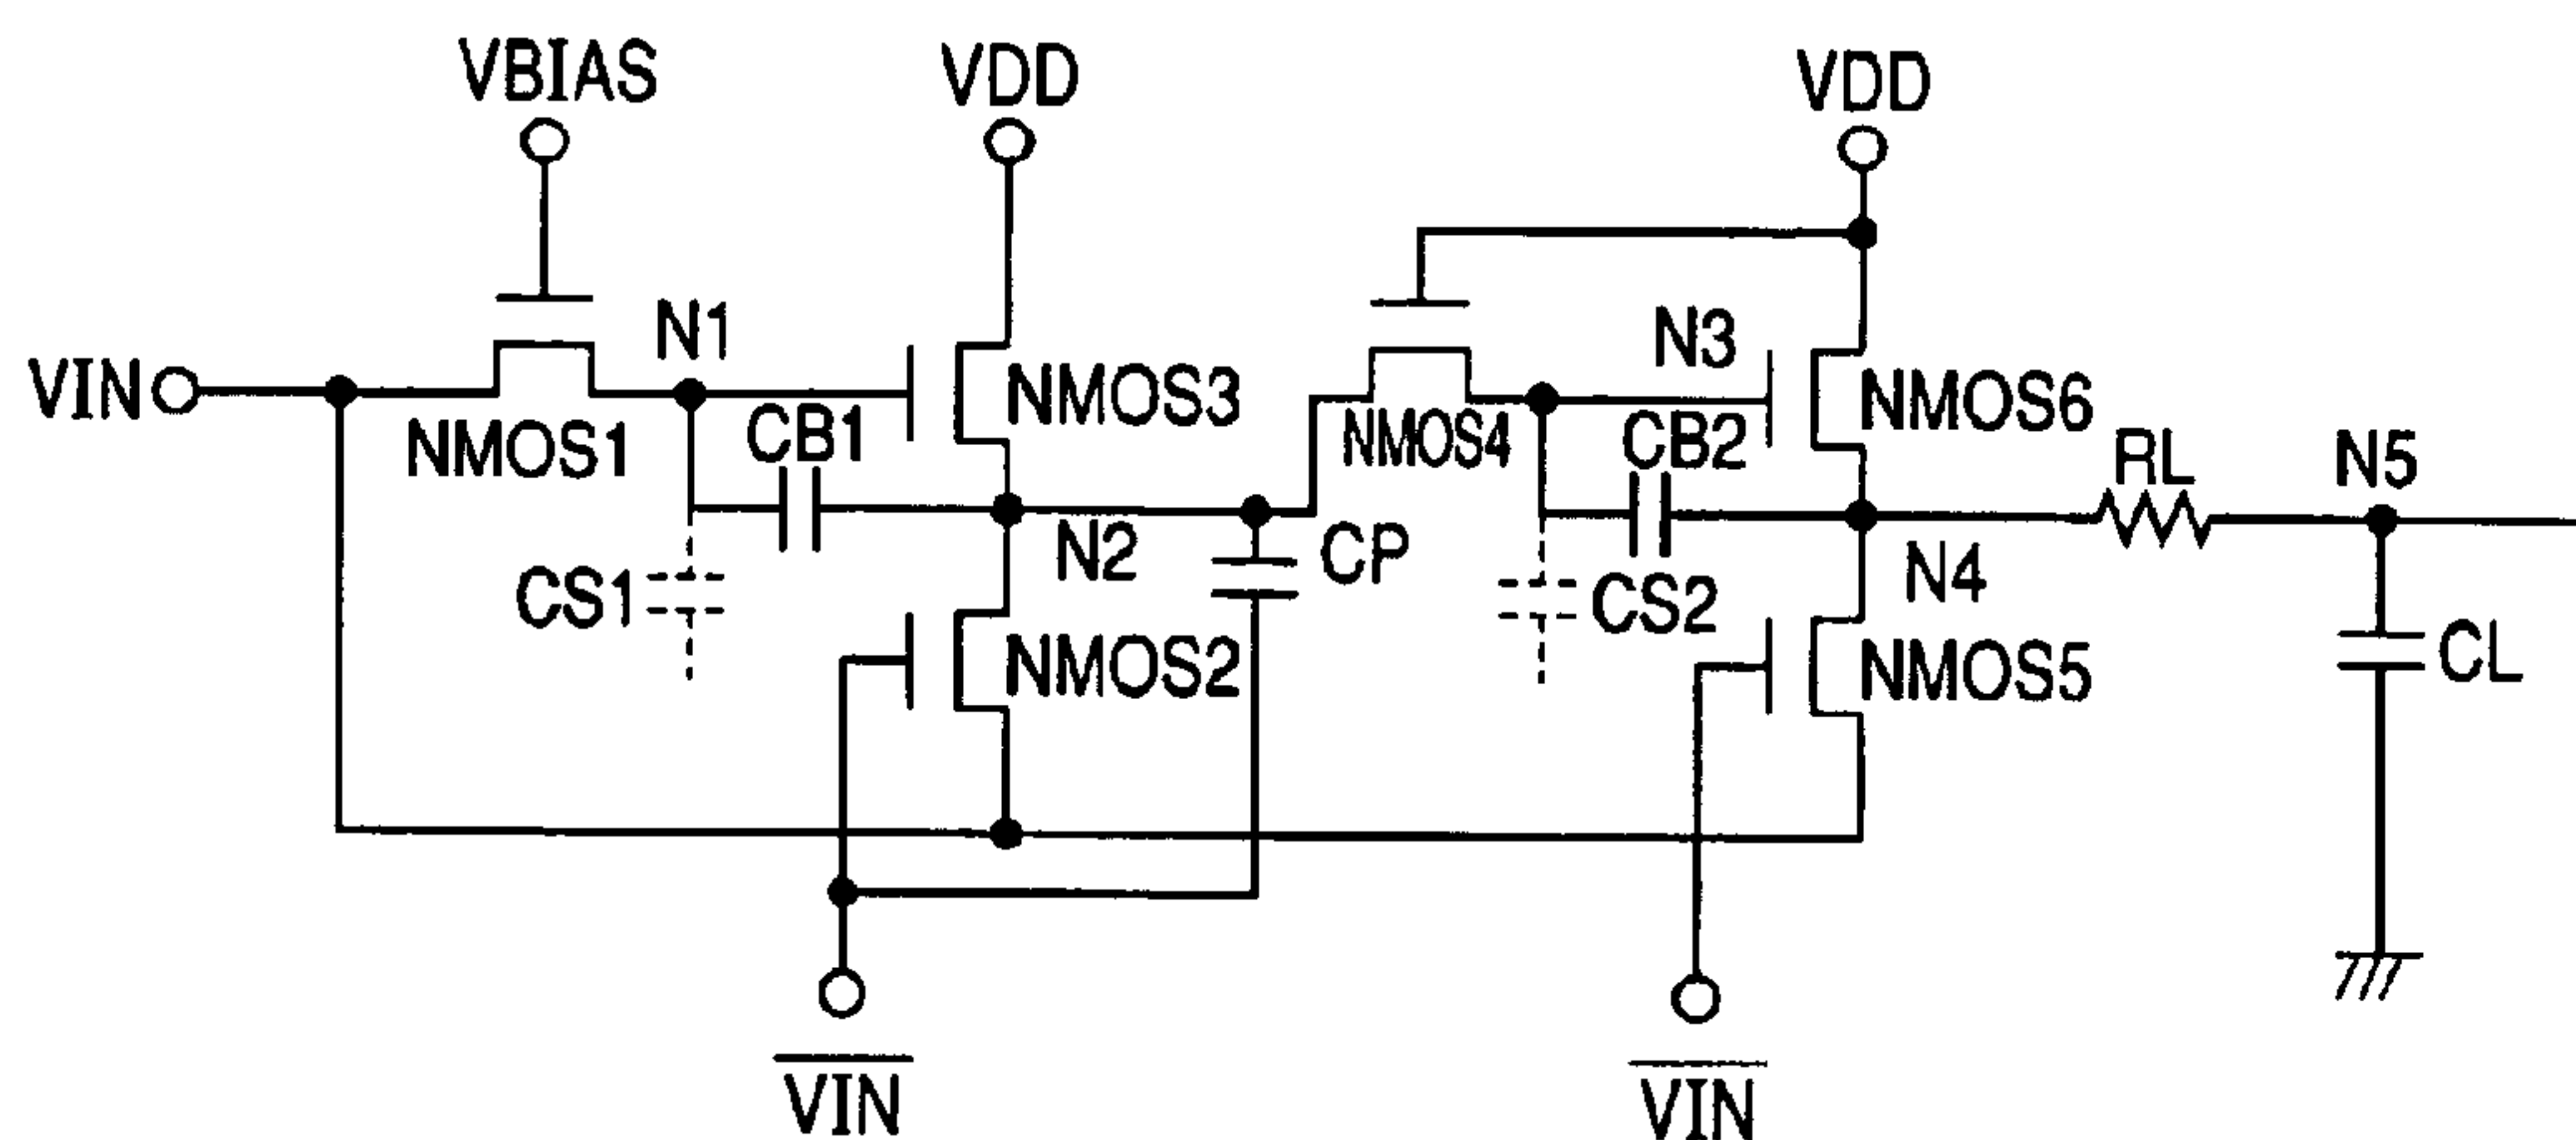 VBIAS
VDD
VDD
N1
N3
VIN
NMOS3
NMOS6
NMOS1
CB1
NMOS4
CB2
RL
N5
N2
CP
N4
CS1
CS2
NMOS2
NMOS5
CL
VIN
VIN